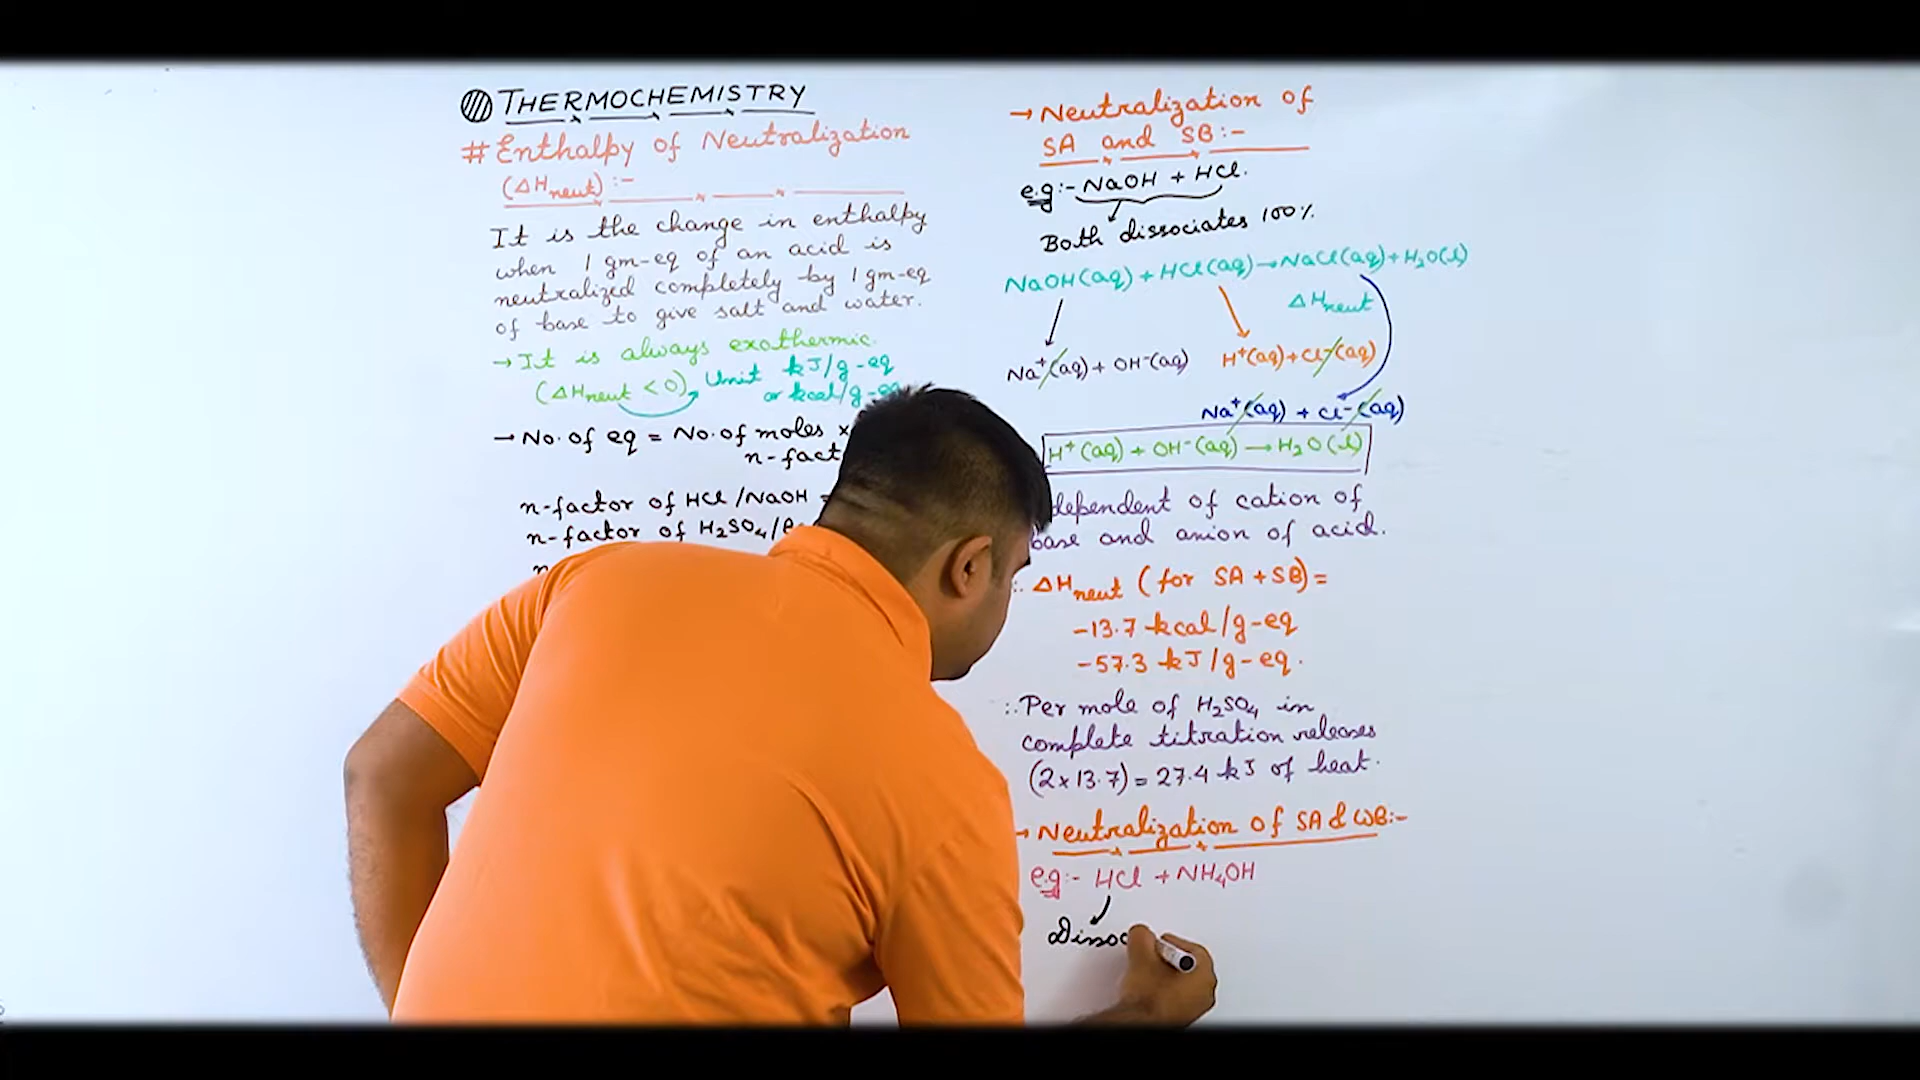 THERMOCHEMISTRY
# Enthalpy of Neutralization
(ΔHneut) :-
It is the change in enthalpy
when 1 gm-eq of an acid is
neutralized completely by 1 gm-eq
of base to give salt and water.
→ It is always exothermic.
(ΔHneut < 0) Unit kJ/g-eq
or kcal/g-eq
→ No. of eq = No. of moles ×
n-fact
n-factor of HCl/NaOH =
n-factor of H₂SO₄/
n
→ Neutralization of
SA and SB:-
e.g:- NaOH + HCl.
Both dissociates 100%.
NaOH(aq) + HCl(aq) → NaCl(aq) + H₂O(l)
ΔHneut
Na⁺(aq) + OH⁻(aq)
H⁺(aq) + Cl⁻(aq)
Na⁺(aq) + Cl⁻(aq)
H⁺(aq) + OH⁻(aq) → H₂O(l)
dependent of cation of
base and anion of acid.
∴ ΔHneut (for SA + SB) =
-13.7 kcal/g-eq
-57.3 kJ/g-eq.
∴ Per mole of H₂SO₄ in
complete titration releases
(2×13.7) = 27.4 kJ of heat.
→ Neutralization of SA & WB:-
e.g:- HCl + NH₄OH
Dissoc